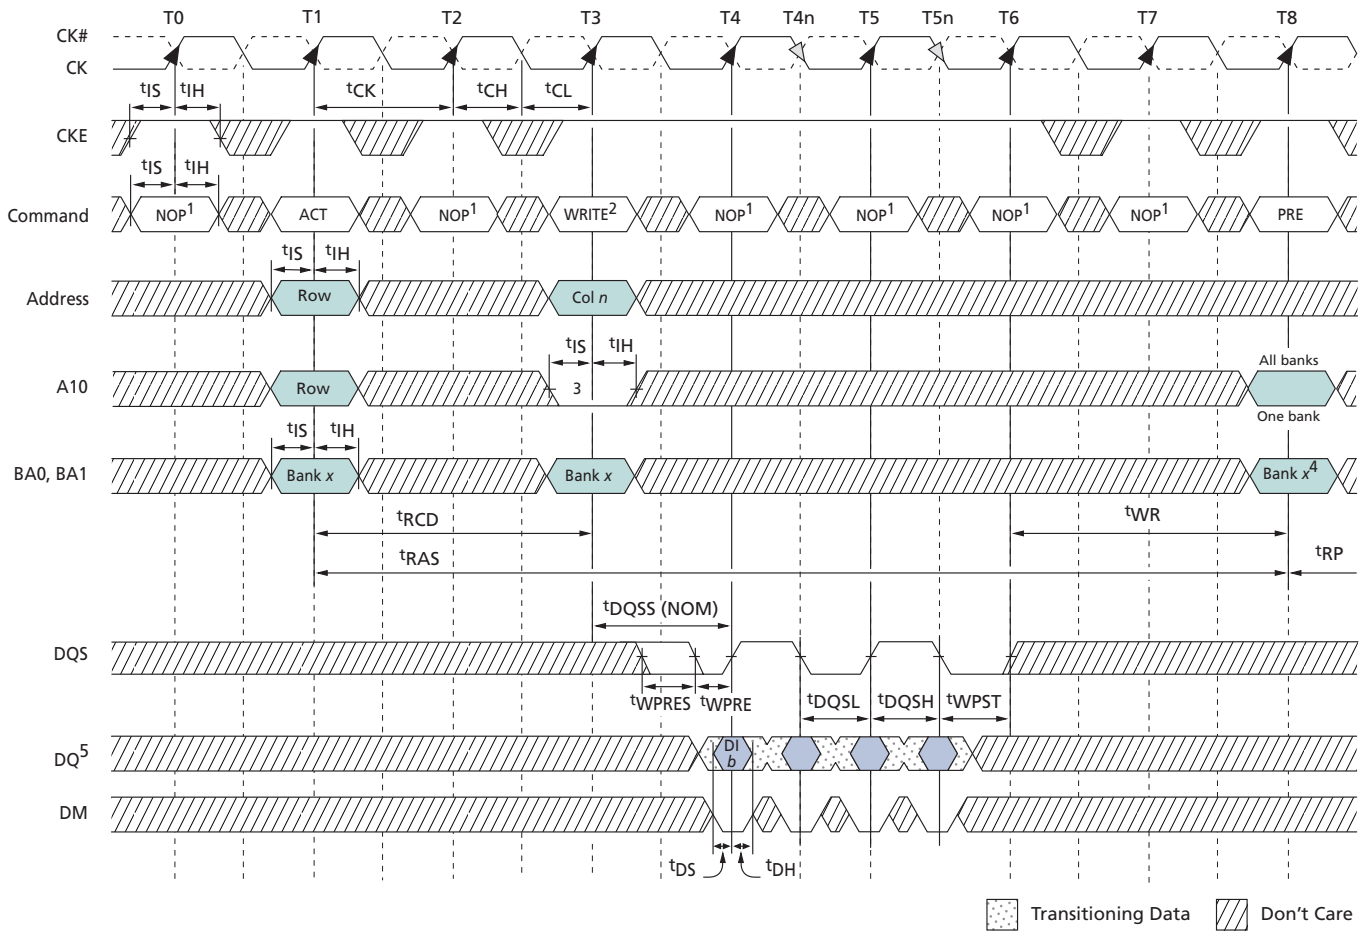 T0 T1 T2 T3 T4 T4n T5 T5n T6 T7 T8
CK#
CK
tIS tIH tCK tCH tCL
CKE
tIS tIH
Command NOP1 ACT NOP1 WRITE2 NOP1 NOP1 NOP1 NOP1 PRE
tIS tIH
Address Row Col n
tIS tIH
All banks
A10 Row 3
One bank
tIS tIH
BA0, BA1 Bank x Bank x Bank x4
tRCD tWR
tRAS tRP
tDQSS (NOM)
DQS
tWPRES tWPRE tDQSL tDQSH tWPST
DQ5 DI
b
DM
tDS tDH
Transitioning Data Don't Care